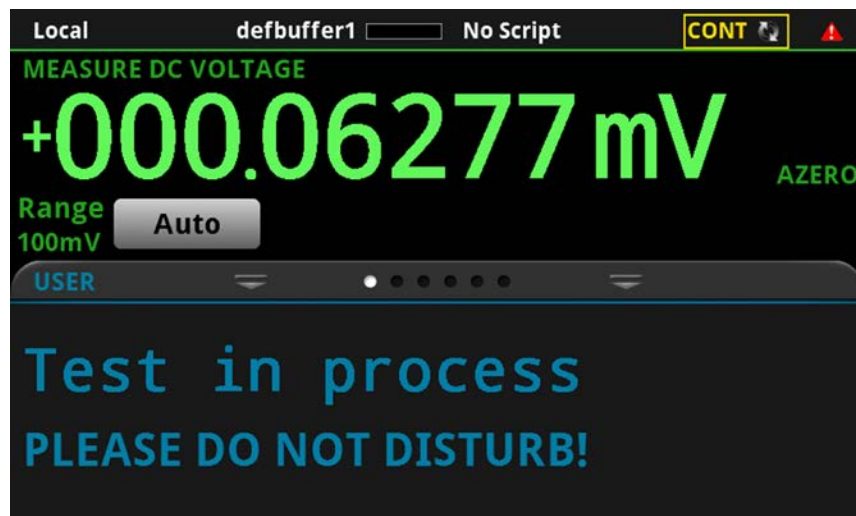 Local defbuffer1 No Script CONT
MEASURE DC VOLTAGE
+000.06277 mV
AZERO
Range
100mV
Auto
USER
Test in process
PLEASE DO NOT DISTURB!